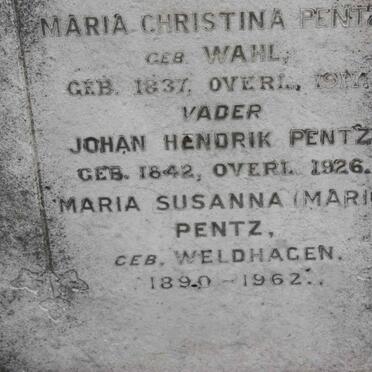 MARIA CHRISTINA PENTZ
GEB. WAHL,
GEB. 1837, OVERL.
VADER
JOHAN HENDRIK PENTZ
GEB. 1842, OVERL. 1926.
MARIA SUSANNA (MARI
PENTZ,
GEB. WELDHAGEN.
1890 - 1962.